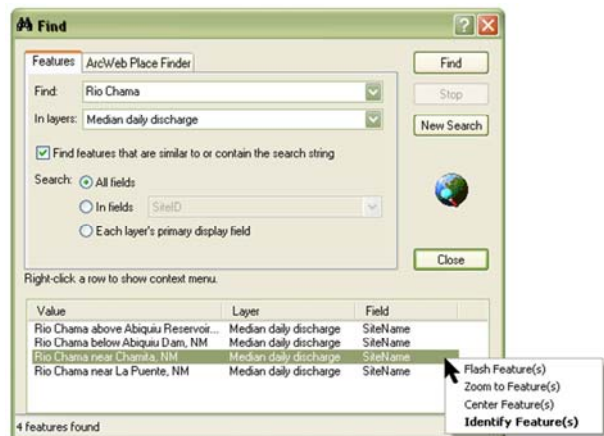 Find
Features ArcWeb Place Finder
Find: Rio Chama
In layers: Median daily discharge
Find features that are similar to or contain the search string
Search: All fields
In fields SiteID
Each layer's primary display field
Find
Stop
New Search
Close
Right-click a row to show context menu.
Value Layer Field
Rio Chama above Abiquiu Reservoir... Median daily discharge SiteName
Rio Chama below Abiquiu Dam, NM Median daily discharge SiteName
Rio Chama near Chamita, NM Median daily discharge SiteName
Rio Chama near La Puente, NM Median daily discharge SiteName
Flash Feature(s)
Zoom to Feature(s)
Center Feature(s)
Identify Feature(s)
4 features found